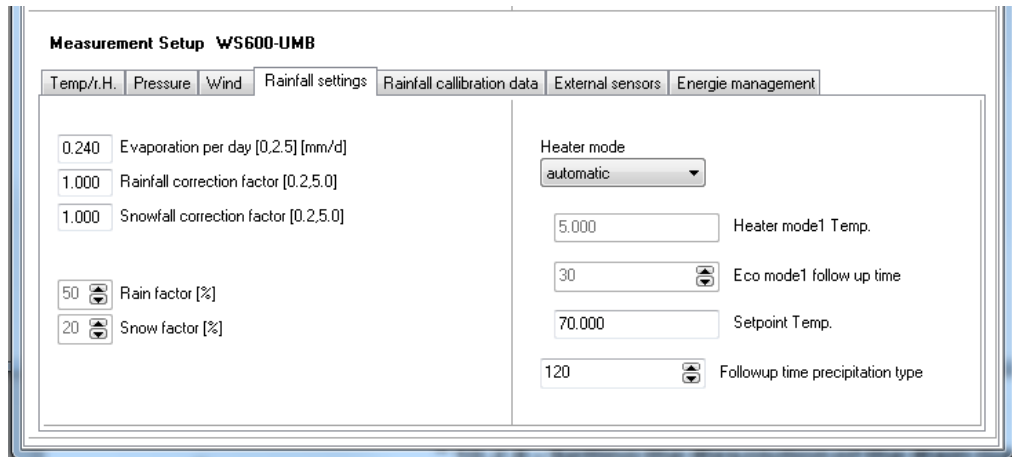 Measurement Setup WS600-UMB
Temp/r.H. Pressure Wind Rainfall settings Rainfall callibration data External sensors Energie management
0.240 Evaporation per day [0,2.5] [mm/d]
1.000 Rainfall correction factor [0.2,5.0]
1.000 Snowfall correction factor [0.2,5.0]
50 Rain factor [%]
20 Snow factor [%]
Heater mode
automatic
5.000 Heater mode1 Temp.
30 Eco mode1 follow up time
70.000 Setpoint Temp.
120 Followup time precipitation type